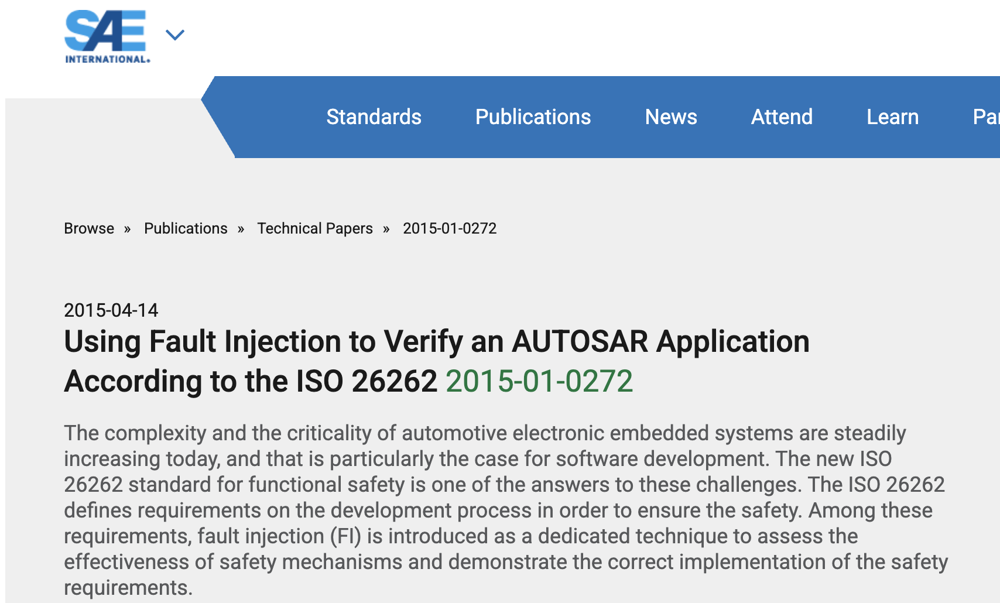 SAE
INTERNATIONAL®
Standards Publications News Attend Learn Par
Browse » Publications » Technical Papers » 2015-01-0272
2015-04-14
Using Fault Injection to Verify an AUTOSAR Application
According to the ISO 26262 2015-01-0272
The complexity and the criticality of automotive electronic embedded systems are steadily
increasing today, and that is particularly the case for software development. The new ISO
26262 standard for functional safety is one of the answers to these challenges. The ISO 26262
defines requirements on the development process in order to ensure the safety. Among these
requirements, fault injection (FI) is introduced as a dedicated technique to assess the
effectiveness of safety mechanisms and demonstrate the correct implementation of the safety
requirements.